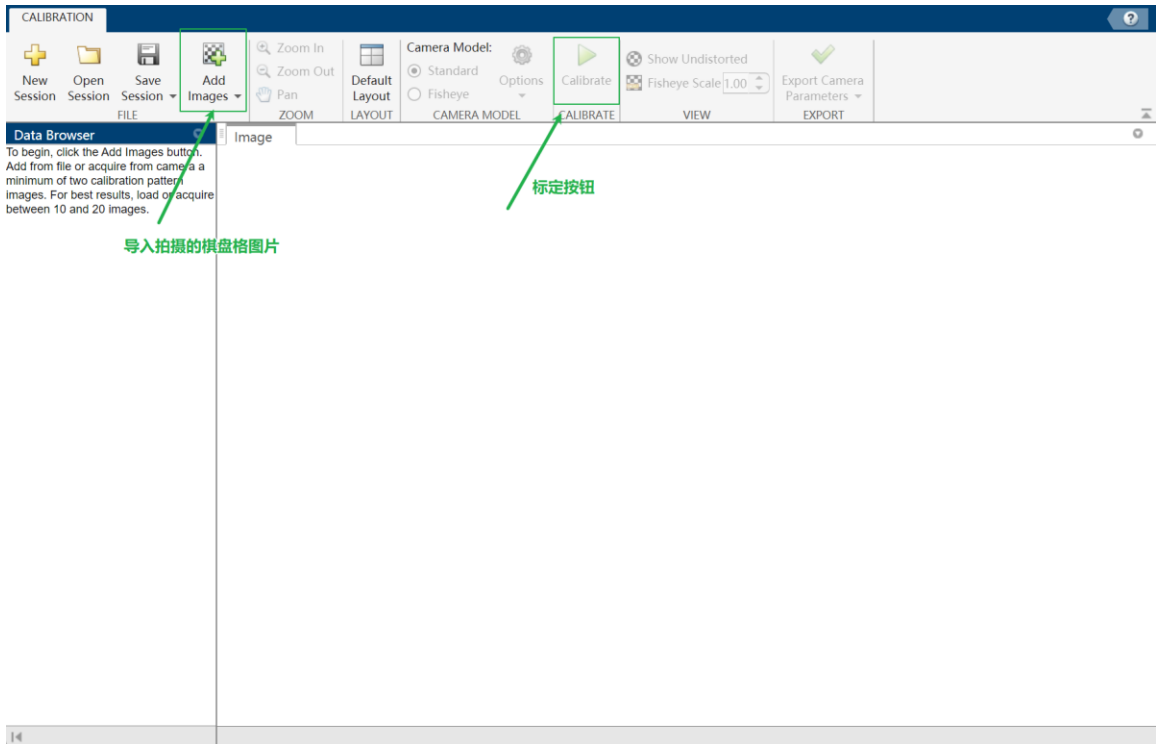 CALIBRATION
?
New
Session
Open
Session
Save
Session
Add
Images
FILE
Zoom In
Zoom Out
Pan
ZOOM
Default
Layout
LAYOUT
Camera Model:
Standard
Fisheye
Options
CAMERA MODEL
Calibrate
CALIBRATE
Show Undistorted
Fisheye Scale 1.00
VIEW
Export Camera
Parameters
EXPORT
Data Browser
To begin, click the Add Images button.
Add from file or acquire from camera a
minimum of two calibration pattern
images. For best results, load or acquire
between 10 and 20 images.
Image
标定按钮
导入拍摄的棋盘格图片